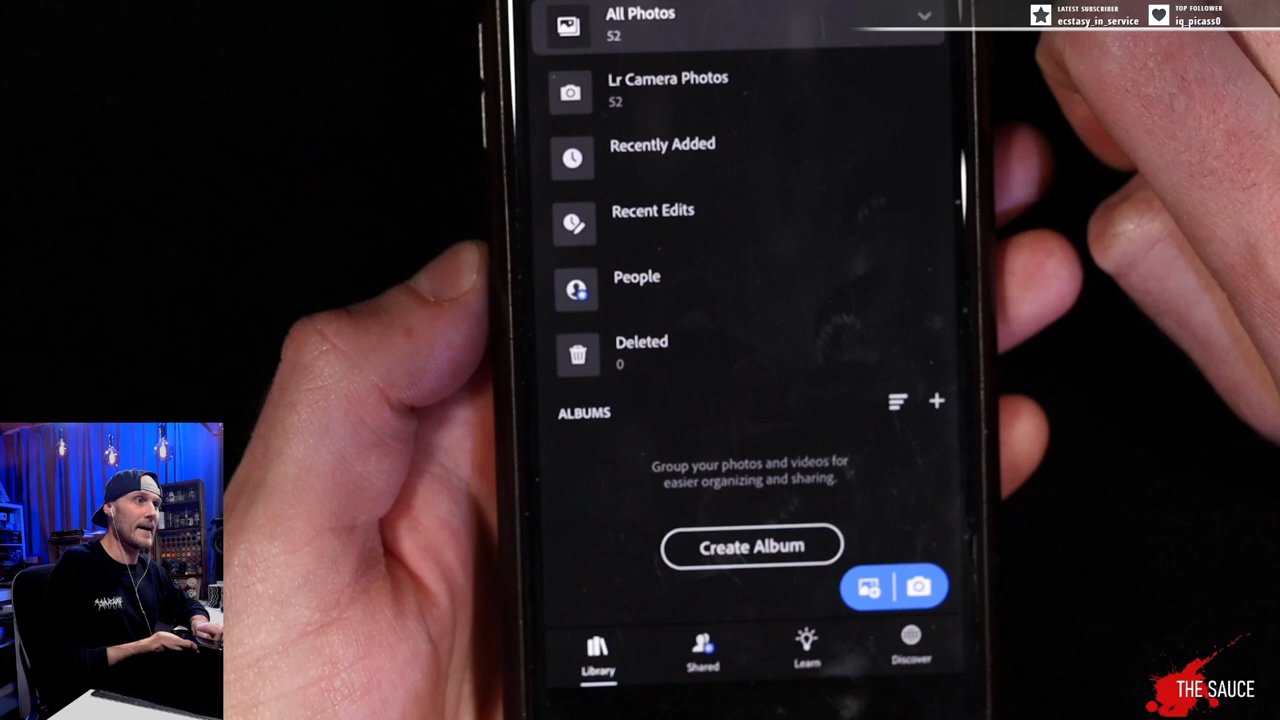 LATEST SUBSCRIBER
ecstasy_in_service
TOP FOLLOWER
iq_picass0
All Photos
52
Lr Camera Photos
52
Recently Added
Recent Edits
People
Deleted
0
ALBUMS
Group your photos and videos for
easier organizing and sharing.
Create Album
Library
Shared
Learn
Discover
THE SAUCE